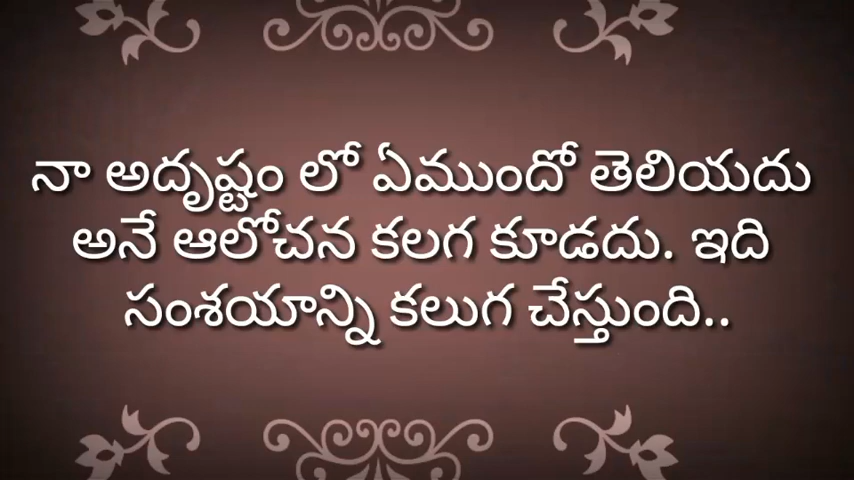 నా అదృష్టం లో ఏముందో తెలియదు
అనే ఆలోచన కలగ కూడదు. ఇది
సంశయాన్ని కలుగ చేస్తుంది..